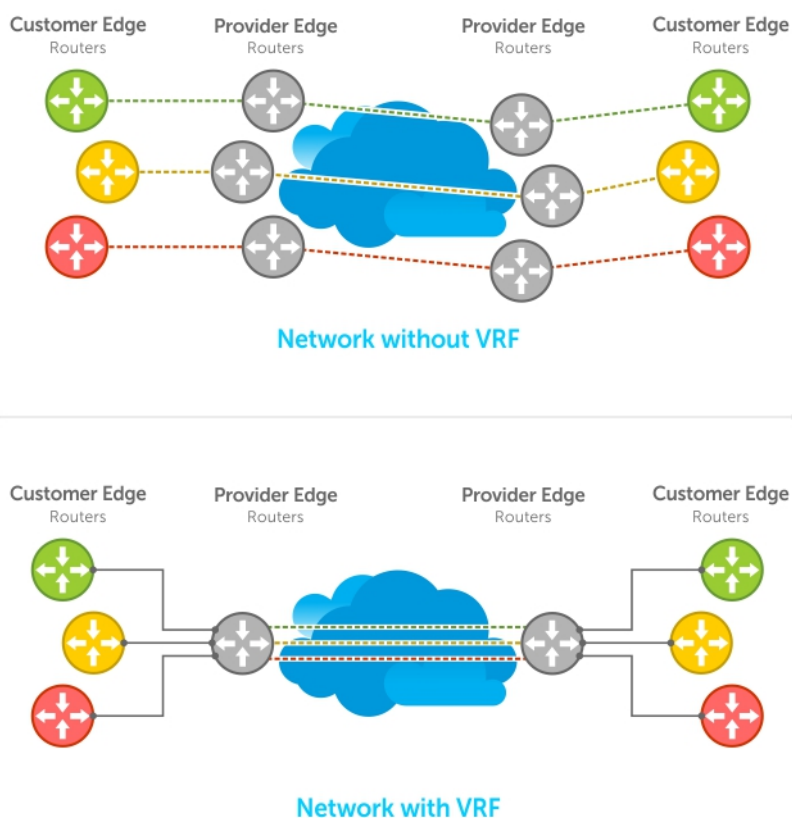 Customer Edge
Routers
Provider Edge
Routers
Provider Edge
Routers
Customer Edge
Routers
Network without VRF
Customer Edge
Routers
Provider Edge
Routers
Provider Edge
Routers
Customer Edge
Routers
Network with VRF